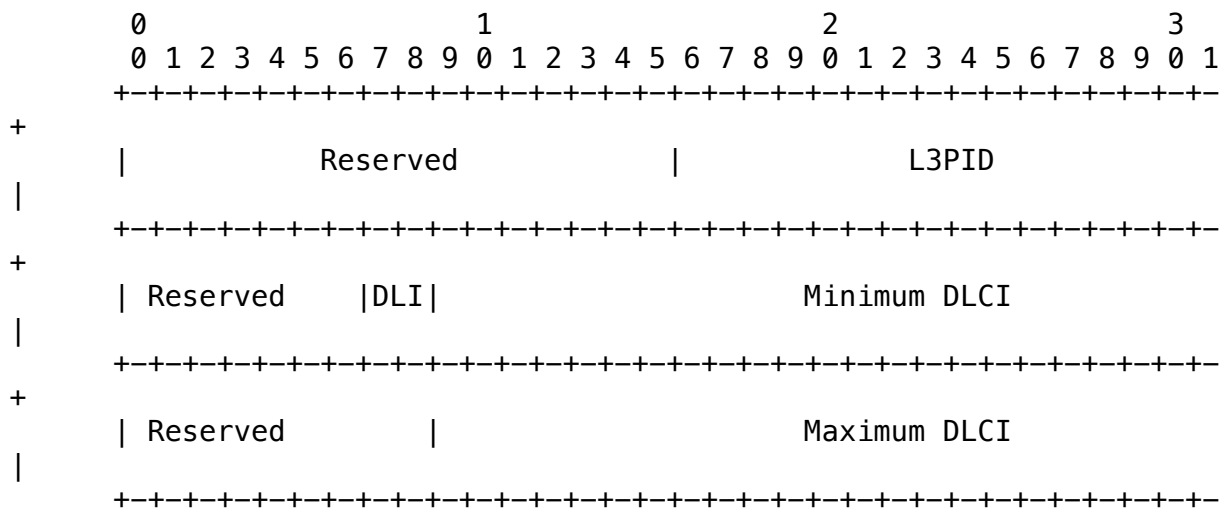 0                   1                   2                   3
 0 1 2 3 4 5 6 7 8 9 0 1 2 3 4 5 6 7 8 9 0 1 2 3 4 5 6 7 8 9 0 1
+-+-+-+-+-+-+-+-+-+-+-+-+-+-+-+-+-+-+-+-+-+-+-+-+-+-+-+-+-+-+-+-
+
|           Reserved            |             L3PID
|
+-+-+-+-+-+-+-+-+-+-+-+-+-+-+-+-+-+-+-+-+-+-+-+-+-+-+-+-+-+-+-+-
+
| Reserved    |DLI|                     Minimum DLCI
|
+-+-+-+-+-+-+-+-+-+-+-+-+-+-+-+-+-+-+-+-+-+-+-+-+-+-+-+-+-+-+-+-
+
| Reserved        |                     Maximum DLCI
|
+-+-+-+-+-+-+-+-+-+-+-+-+-+-+-+-+-+-+-+-+-+-+-+-+-+-+-+-+-+-+-+-